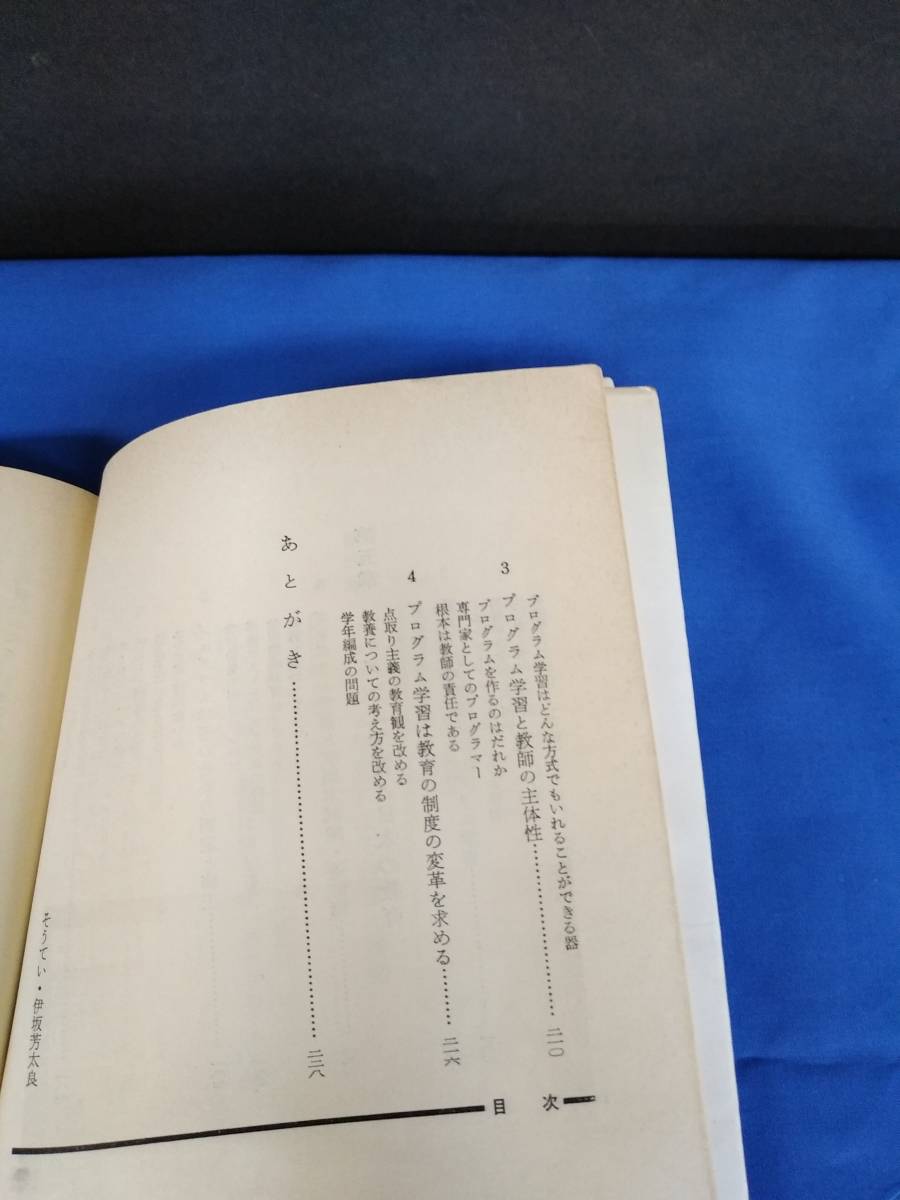 プログラム学習はどんな方式でもいれることができる器
3 プログラム学習と教師の主体性……………………二一〇
プログラムを作るのはだれか
専門家としてのプログラマー
根本は教師の責任である
4 プログラム学習は教育の制度の変革を求める………二一六
点取り主義の教育観を改める
教養についての考え方を改める
学年編成の問題
あとがき……………………………………………二二八
そうてい・伊坂芳太良
目次